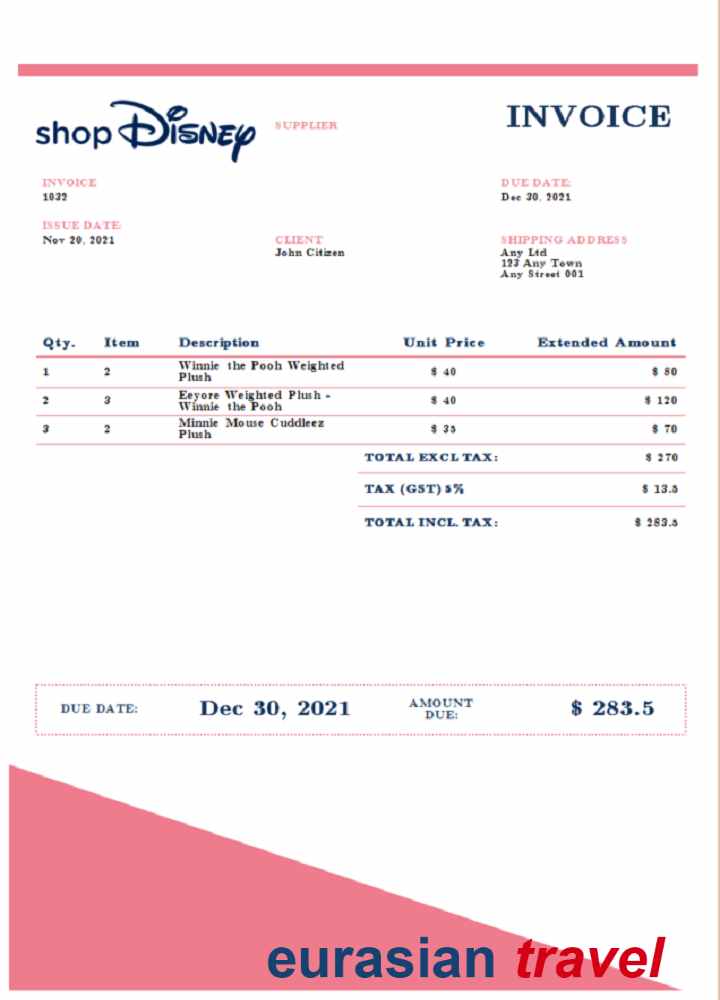 shop Disney
SUPPLIER
INVOICE
INVOICE
1032
DUE DATE:
Dec 30, 2021
ISSUE DATE:
Nov 20, 2021
CLIENT
John Citizen
SHIPPING ADDRESS
Any Ltd
123 Any Town
Any Street 001
Qty. Item Description Unit Price Extended Amount
1 2 Winnie the Pooh Weighted
Plush $ 40 $ 80
2 3 Eeyore Weighted Plush -
Winnie the Pooh $ 40 $ 120
3 2 Minnie Mouse Cuddleez
Plush $ 35 $ 70
TOTAL EXCL TAX: $ 270
TAX (GST) 5% $ 13.5
TOTAL INCL. TAX: $ 283.5
DUE DATE: Dec 30, 2021 AMOUNT
DUE: $ 283.5
eurasian travel